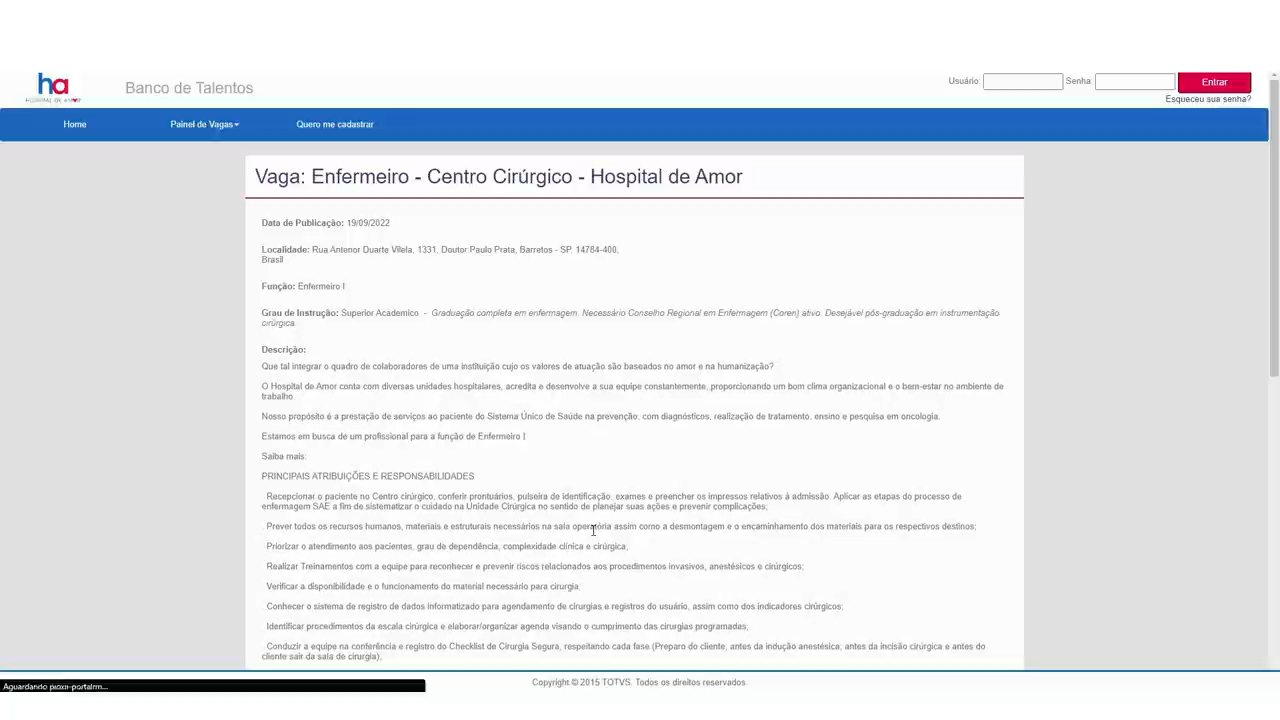 ha
HOSPITAL DE AMOR
Banco de Talentos
Usuário:
Senha:
Entrar
Esqueceu sua senha?
Home
Painel de Vagas
Quero me cadastrar
Vaga: Enfermeiro - Centro Cirúrgico - Hospital de Amor
Data de Publicação: 19/09/2022
Localidade: Rua Antenor Duarte Vilela, 1331, Doutor Paulo Prata, Barretos - SP, 14784-400,
Brasil
Função: Enfermeiro I
Grau de Instrução: Superior Academico - Graduação completa em enfermagem. Necessário Conselho Regional em Enfermagem (Coren) ativo. Desejável pós-graduação em instrumentação
cirúrgica.
Descrição:
Que tal integrar o quadro de colaboradores de uma instituição cujo os valores de atuação são baseados no amor e na humanização?
O Hospital de Amor conta com diversas unidades hospitalares, acredita e desenvolve a sua equipe constantemente, proporcionando um bom clima organizacional e o bem-estar no ambiente de
trabalho
Nosso propósito é a prestação de serviços ao paciente do Sistema Único de Saúde na prevenção, com diagnósticos, realização de tratamento, ensino e pesquisa em oncologia.
Estamos em busca de um profissional para a função de Enfermeiro I
Saiba mais:
PRINCIPAIS ATRIBUIÇÕES E RESPONSABILIDADES
Recepcionar o paciente no Centro cirúrgico, conferir prontuários, pulseira de identificação, exames e preencher os impressos relativos à admissão. Aplicar as etapas do processo de
enfermagem SAE a fim de sistematizar o cuidado na Unidade Cirúrgica no sentido de planejar suas ações e prevenir complicações;
Prever todos os recursos humanos, materiais e estruturais necessários na sala operatória assim como a desmontagem e o encaminhamento dos materiais para os respectivos destinos;
Priorizar o atendimento aos pacientes, grau de dependência, complexidade clínica e cirúrgica;
Realizar Treinamentos com a equipe para reconhecer e prevenir riscos relacionados aos procedimentos invasivos, anestésicos e cirúrgicos;
Verificar a disponibilidade e o funcionamento do material necessário para cirurgia;
Conhecer o sistema de registro de dados informatizado para agendamento de cirurgias e registros do usuário, assim como dos indicadores cirúrgicos;
Identificar procedimentos da escala cirúrgica e elaborar/organizar agenda visando o cumprimento das cirurgias programadas;
Conduzir a equipe na conferência e registro do Checklist de Cirurgia Segura, respeitando cada fase (Preparo do cliente, antes da indução anestésica; antes da incisão cirúrgica e antes do
cliente sair da sala de cirurgia),
Copyright © 2015 TOTVS. Todos os direitos reservados.
Aguardando